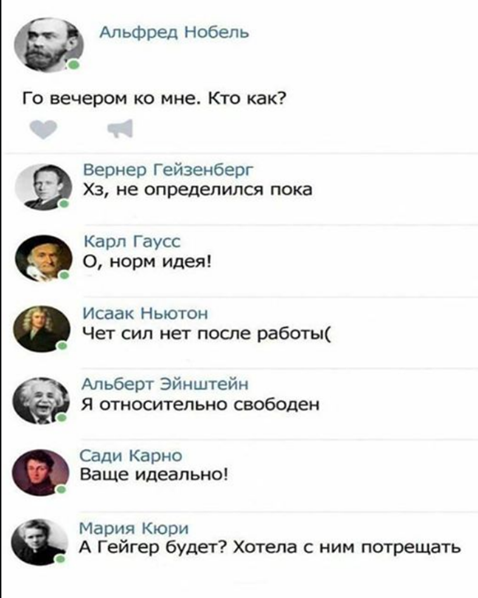 Альфред Нобель
Го вечером ко мне. Кто как?
Вернер Гейзенберг
Хз, не определился пока
Карл Гаусс
О, норм идея!
Исаак Ньютон
Чет сил нет после работы(
Альберт Эйнштейн
Я относительно свободен
Сади Карно
Ваще идеально!
Мария Кюри
А Гейгер будет? Хотела с ним потрещать